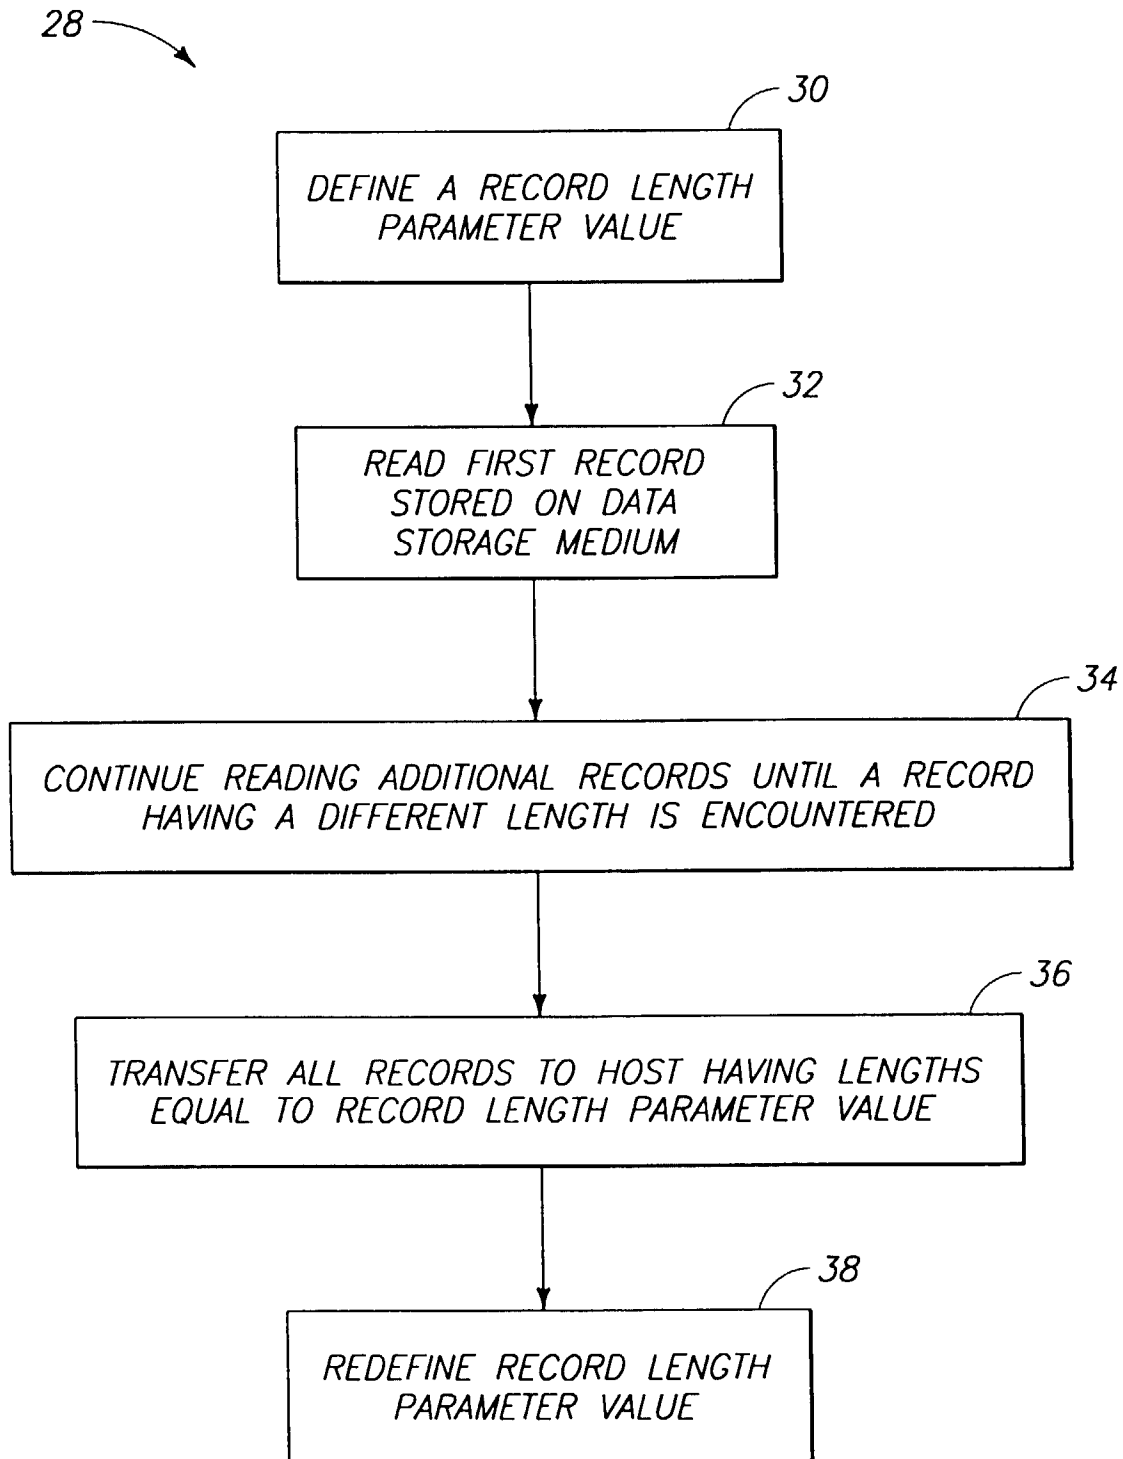 28
30
DEFINE A RECORD LENGTH
PARAMETER VALUE
32
READ FIRST RECORD
STORED ON DATA
STORAGE MEDIUM
34
CONTINUE READING ADDITIONAL RECORDS UNTIL A RECORD
HAVING A DIFFERENT LENGTH IS ENCOUNTERED
36
TRANSFER ALL RECORDS TO HOST HAVING LENGTHS
EQUAL TO RECORD LENGTH PARAMETER VALUE
38
REDEFINE RECORD LENGTH
PARAMETER VALUE